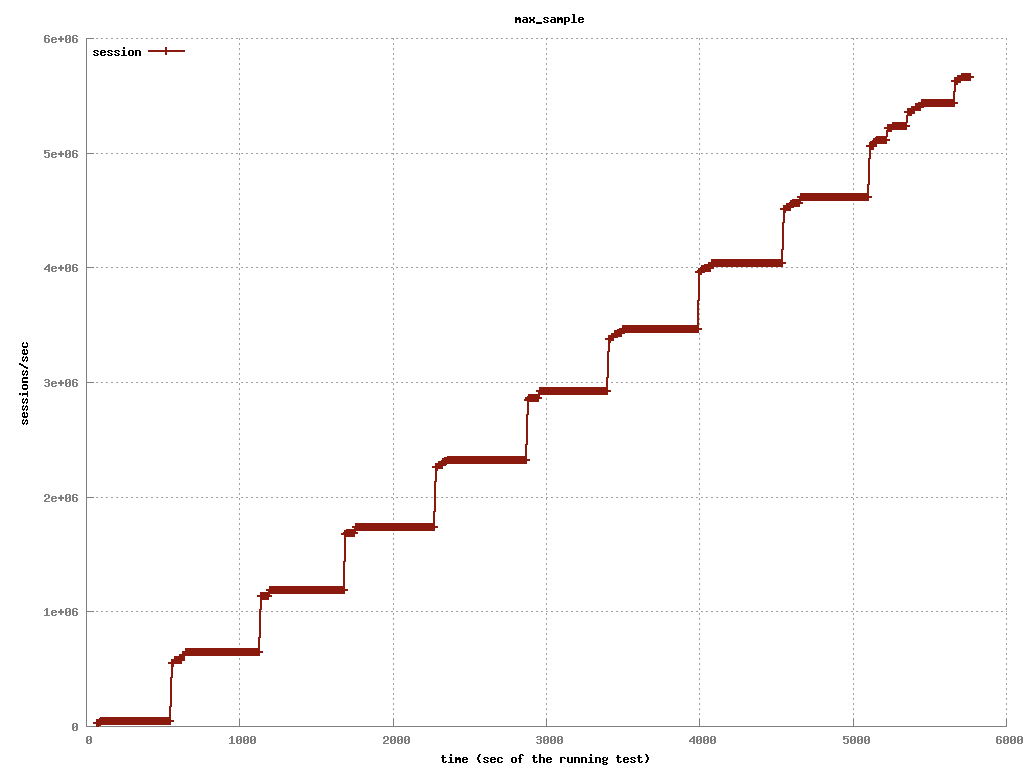 max_sample
6e+06
session
5e+06
4e+06
sessions/sec
3e+06
2e+06
1e+06
0
0 1000 2000 3000 4000 5000 6000
time (sec of the running test)